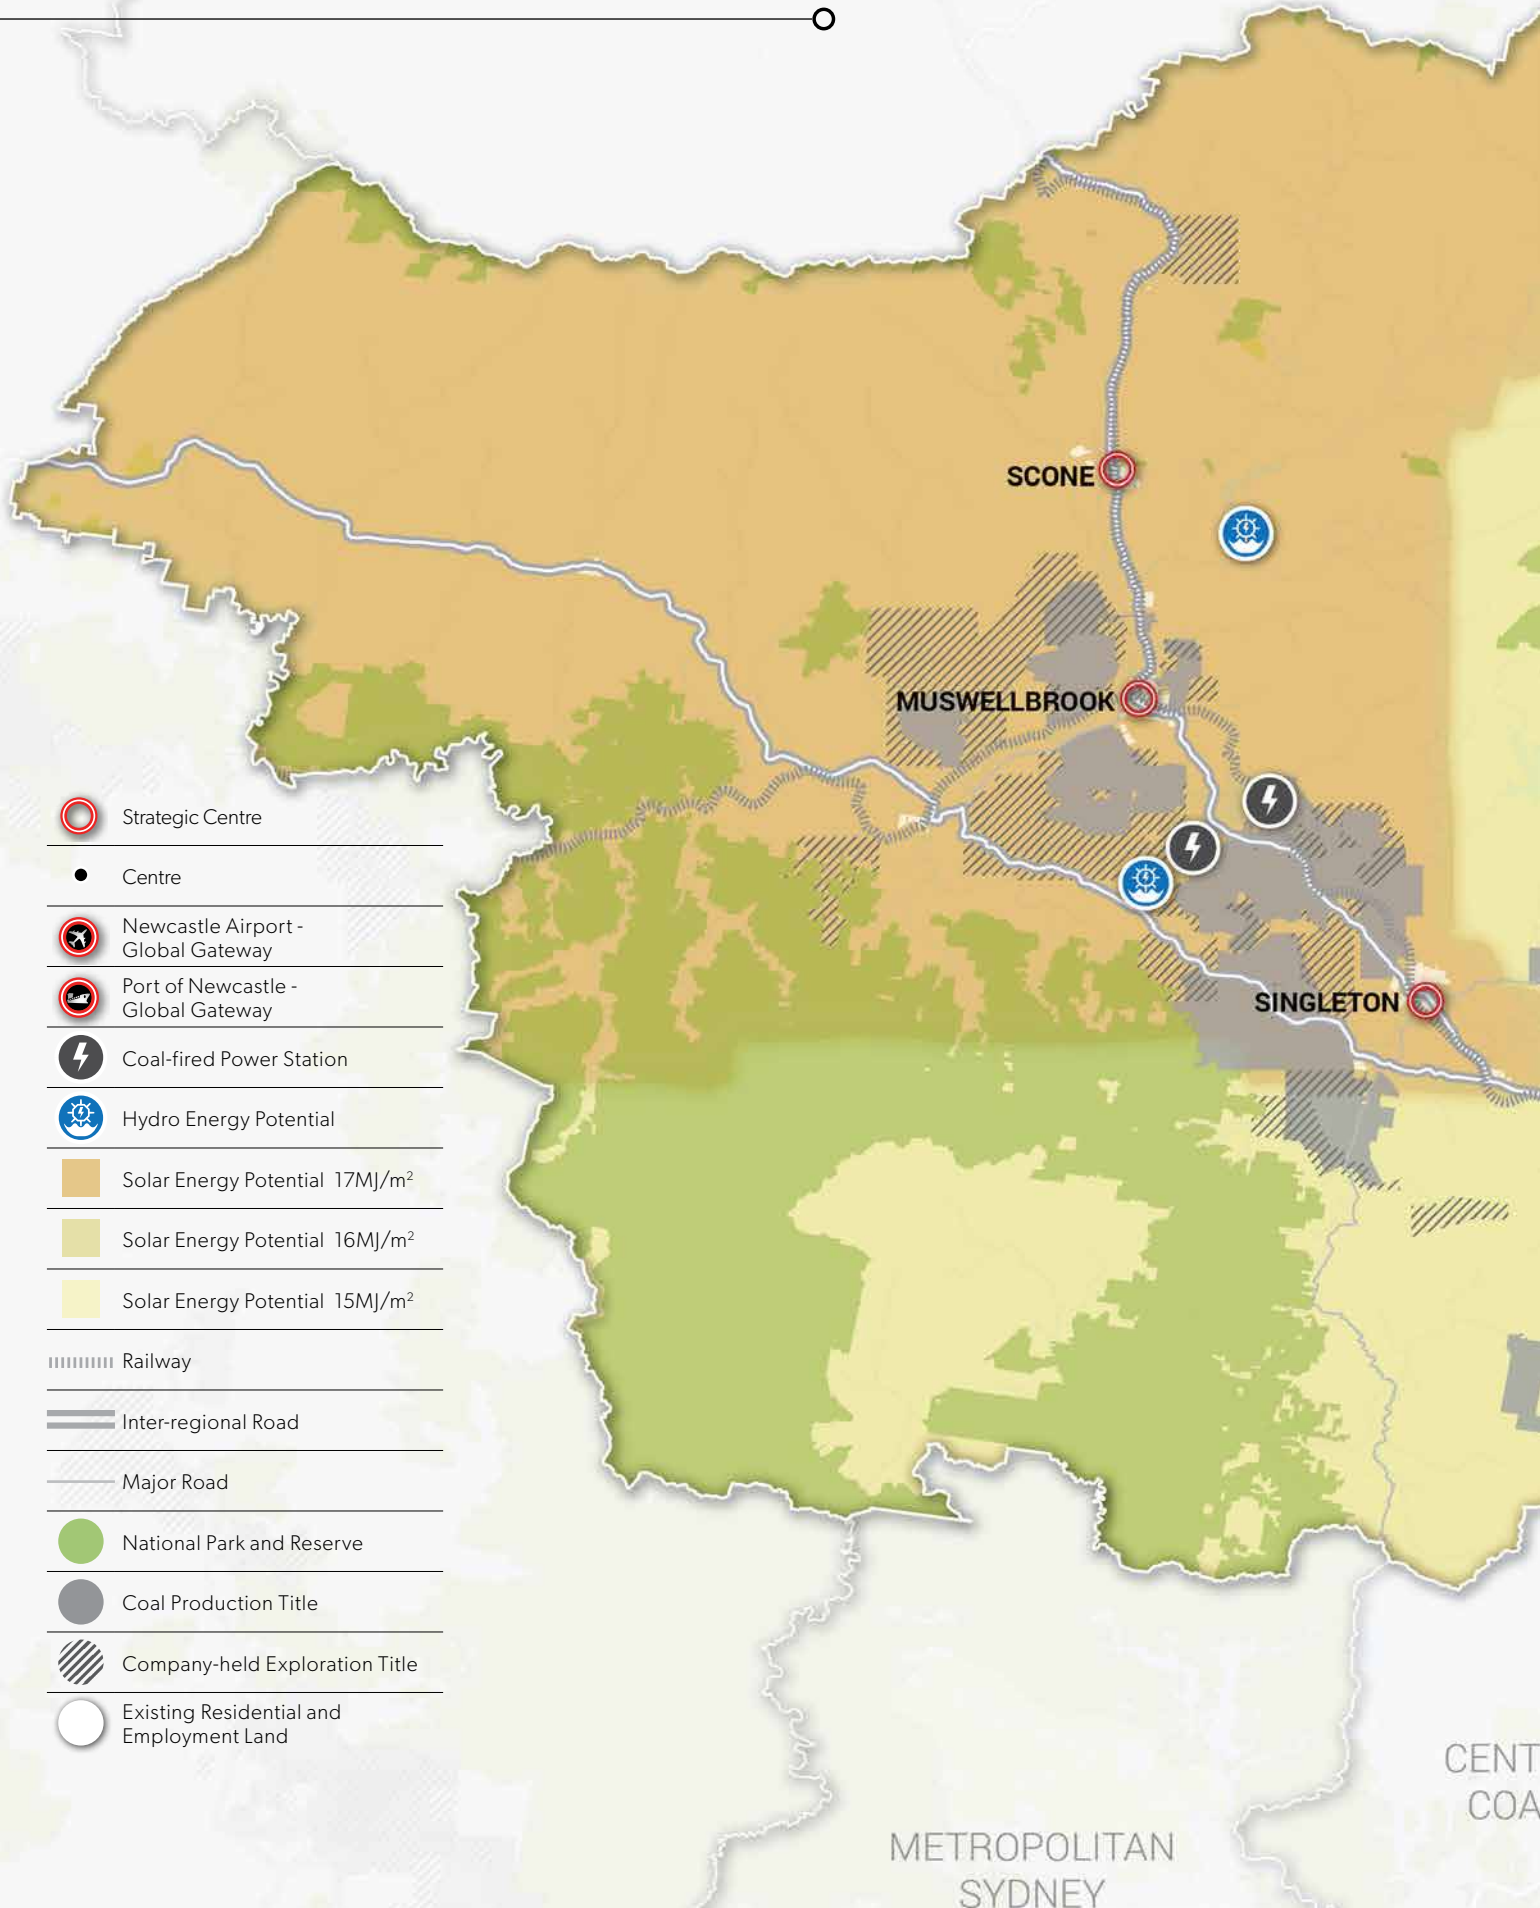 SCONE
MUSWELLBROOK
SINGLETON
Strategic Centre
Centre
Newcastle Airport -
Global Gateway
Port of Newcastle -
Global Gateway
Coal-fired Power Station
Hydro Energy Potential
Solar Energy Potential 17MJ/m²
Solar Energy Potential 16MJ/m²
Solar Energy Potential 15MJ/m²
Railway
Inter-regional Road
Major Road
National Park and Reserve
Coal Production Title
Company-held Exploration Title
Existing Residential and
Employment Land
CENT
COA
METROPOLITAN
SYDNEY